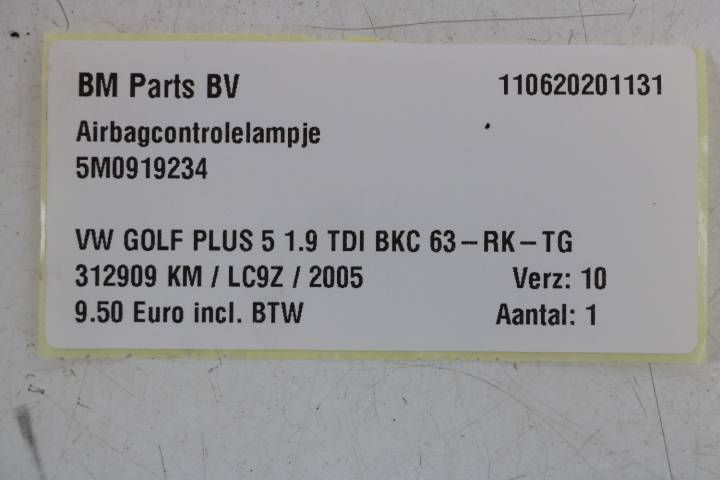 BM Parts BV 110620201131
Airbagcontrolelampje
5M0919234
VW GOLF PLUS 5 1.9 TDI BKC 63-RK-TG
312909 KM / LC9Z / 2005 Verz: 10
9.50 Euro incl. BTW Aantal: 1